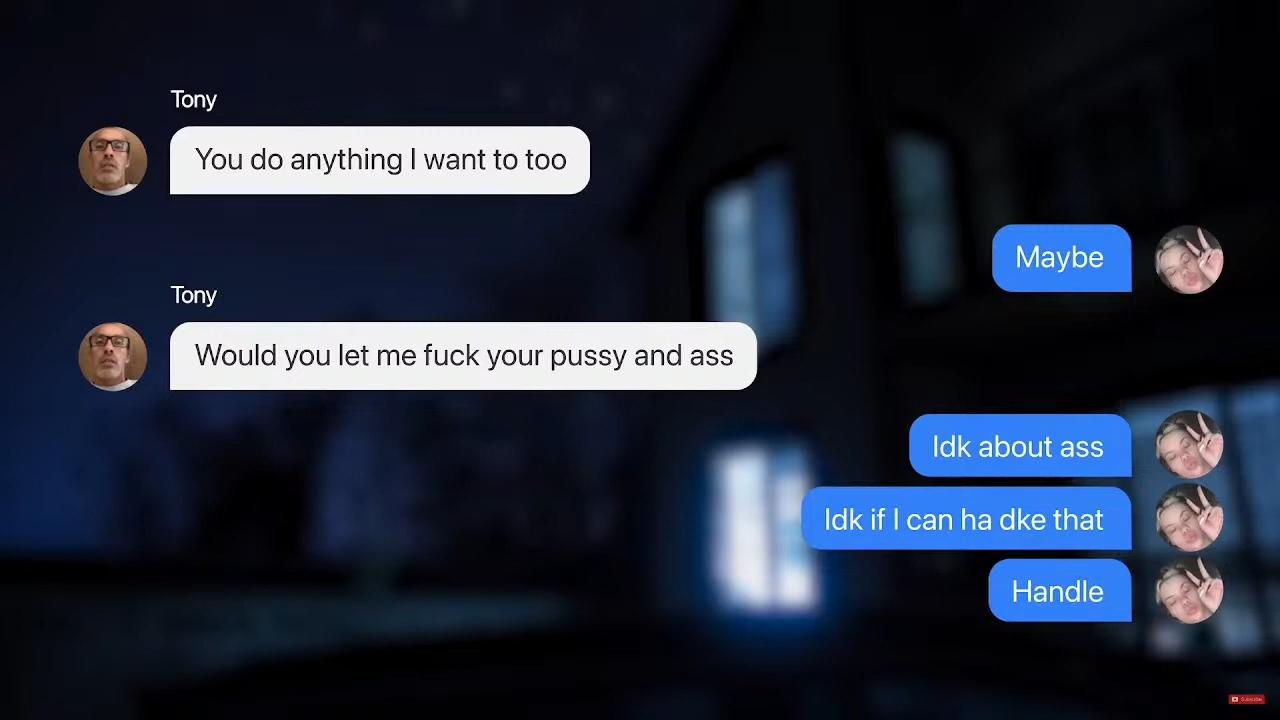 Tony
You do anything I want to too
Maybe
Tony
Would you let me fuck your pussy and ass
Idk about ass
Idk if I can ha dke that
Handle
SUBSCRIBE